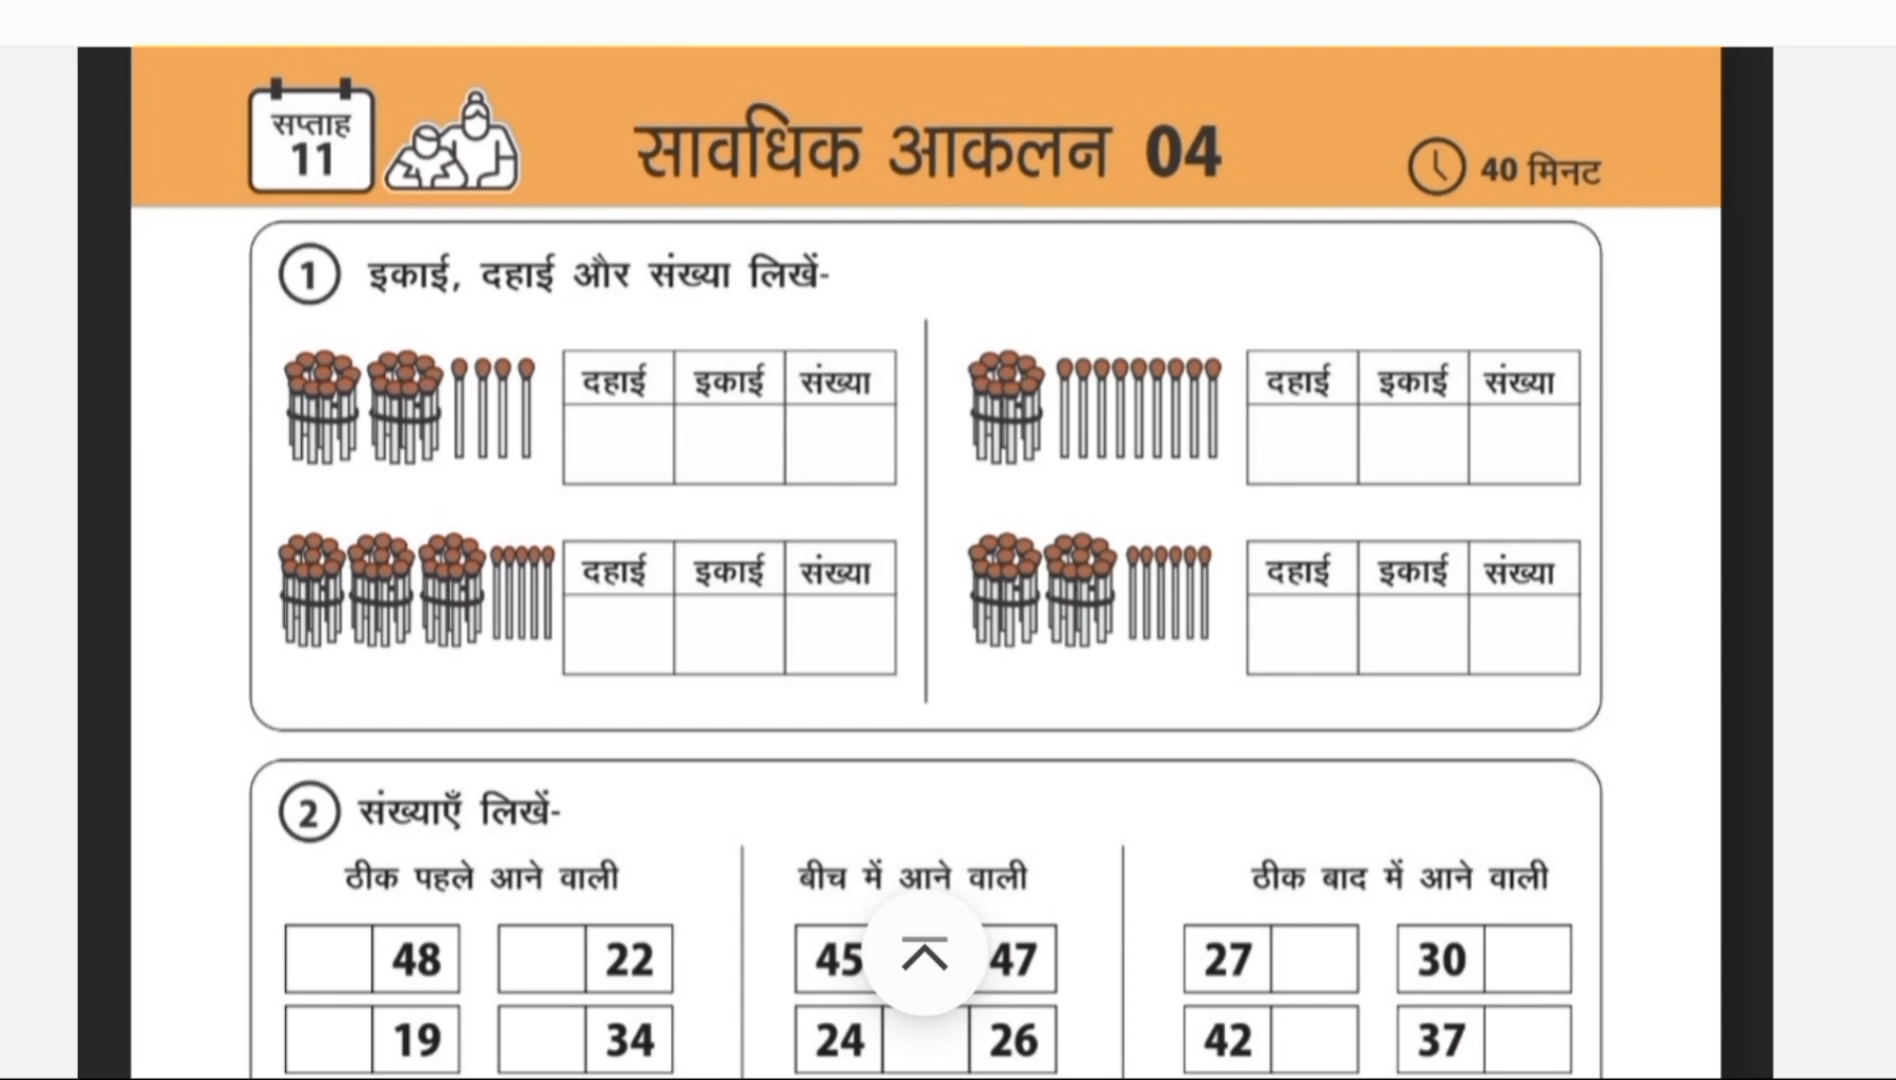 सप्ताह
11
सावधिक आकलन 04
40 मिनट
1 इकाई, दहाई और संख्या लिखें-
दहाई इकाई संख्या
दहाई इकाई संख्या
दहाई इकाई संख्या
दहाई इकाई संख्या
2 संख्याएँ लिखें-
ठीक पहले आने वाली
बीच में आने वाली
ठीक बाद में आने वाली
48 22 45 47 27 30
19 34 24 26 42 37